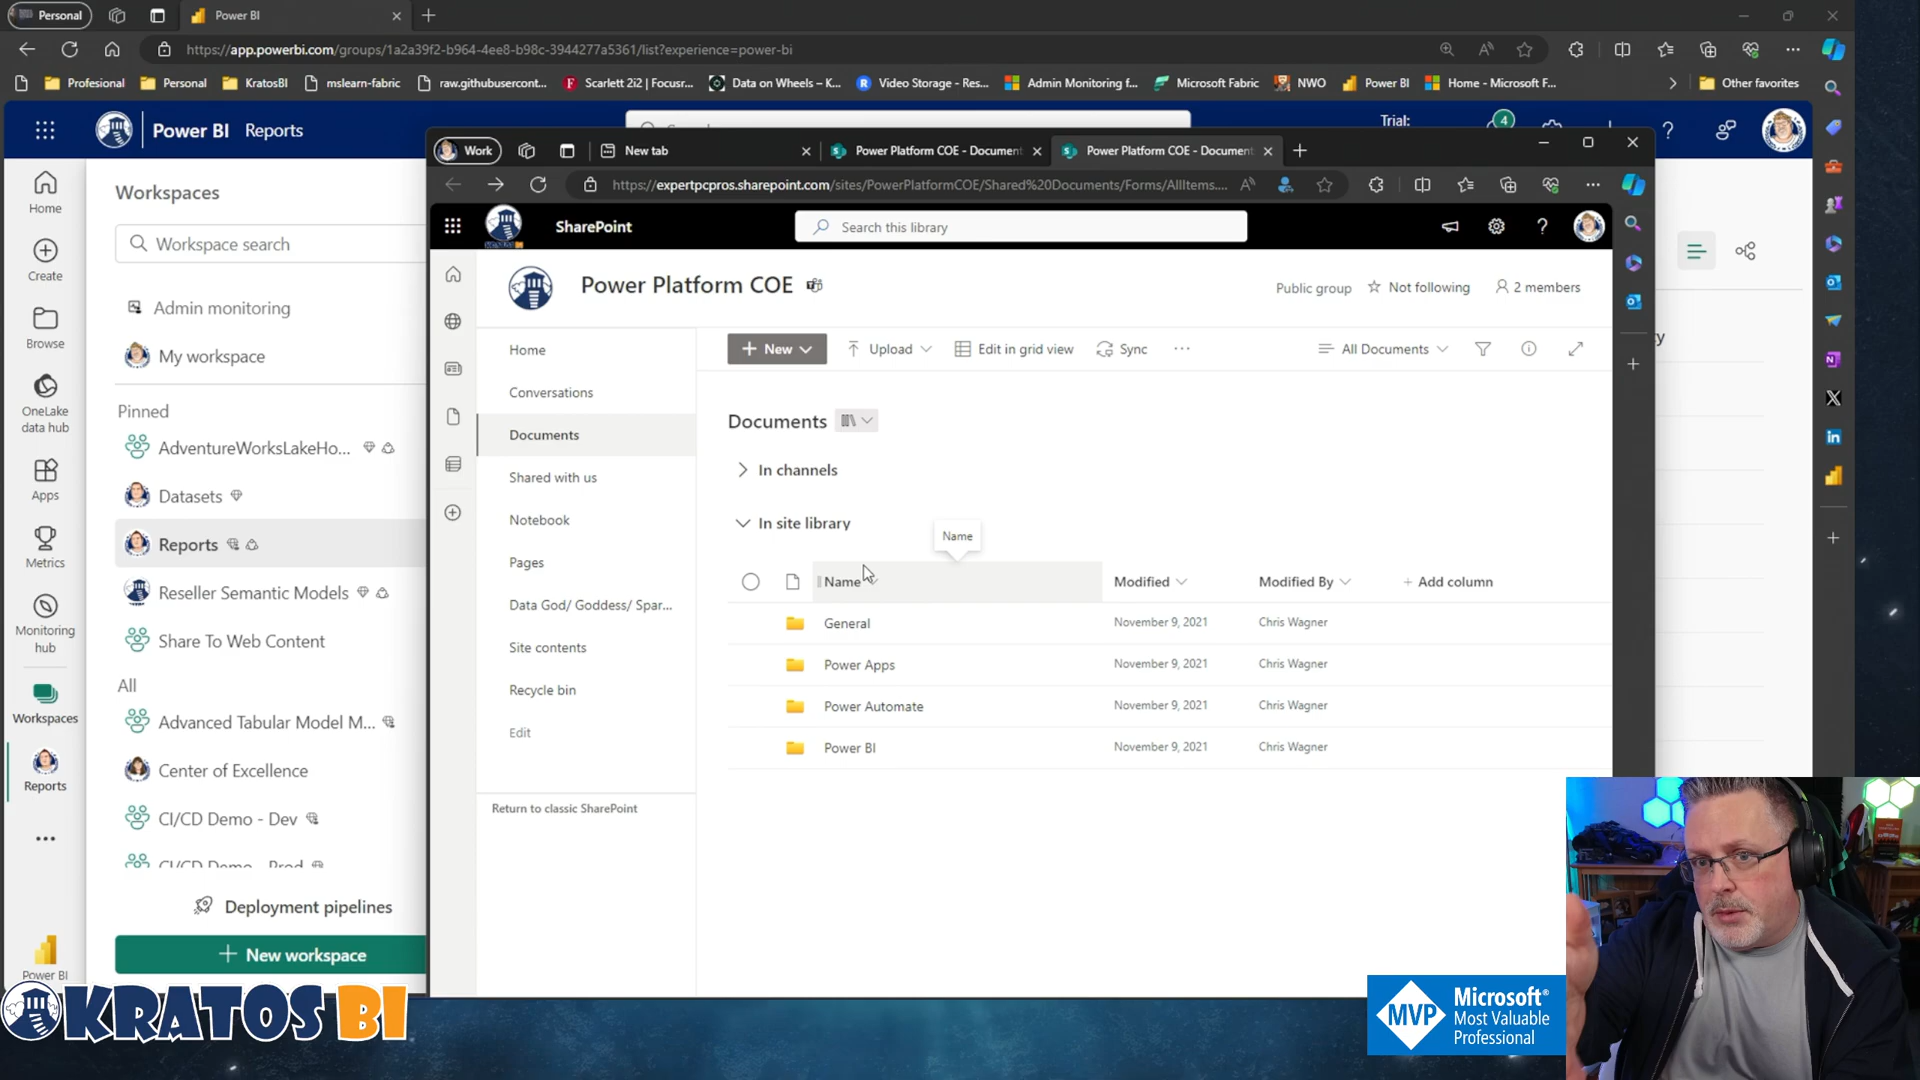 Personal
Power BI
https://app.powerbi.com/groups/1a2a39f2-b964-4ee8-b98c-3944277a5361/list?experience=power-bi
Profesional
Personal
KratosBI
mslearn-fabric
raw.githubusercont...
Scarlett 2i2 | Focusr...
Data on Wheels – K...
Video Storage - Res...
Admin Monitoring f...
Microsoft Fabric
NWO
Power BI
Home - Microsoft F...
Other favorites
Power BI Reports
Trial:
4
Work
New tab
Power Platform COE - Document
Power Platform COE - Document
https://expertpcpros.sharepoint.com/sites/PowerPlatformCOE/Shared%20Documents/Forms/AllItems....
SharePoint
Search this library
Power Platform COE
Public group
Not following
2 members
Home
Create
Browse
OneLake
data hub
Apps
Metrics
Monitoring
hub
Workspaces
Reports
Power BI
Workspaces
Workspace search
Admin monitoring
My workspace
Pinned
AdventureWorksLakeHo...
Datasets
Reports
Reseller Semantic Models
Share To Web Content
All
Advanced Tabular Model M...
Center of Excellence
CI/CD Demo - Dev
CI/CD Demo - Prod
Deployment pipelines
+ New workspace
Home
Conversations
Documents
Shared with us
Notebook
Pages
Data God/ Goddess/ Spar...
Site contents
Recycle bin
Edit
Return to classic SharePoint
+ New
Upload
Edit in grid view
Sync
...
All Documents
Documents
In channels
In site library
Name
Name
Modified
Modified By
+ Add column
General
November 9, 2021
Chris Wagner
Power Apps
November 9, 2021
Chris Wagner
Power Automate
November 9, 2021
Chris Wagner
Power BI
November 9, 2021
Chris Wagner
KRATOS BI
MVP
Microsoft®
Most Valuable
Professional